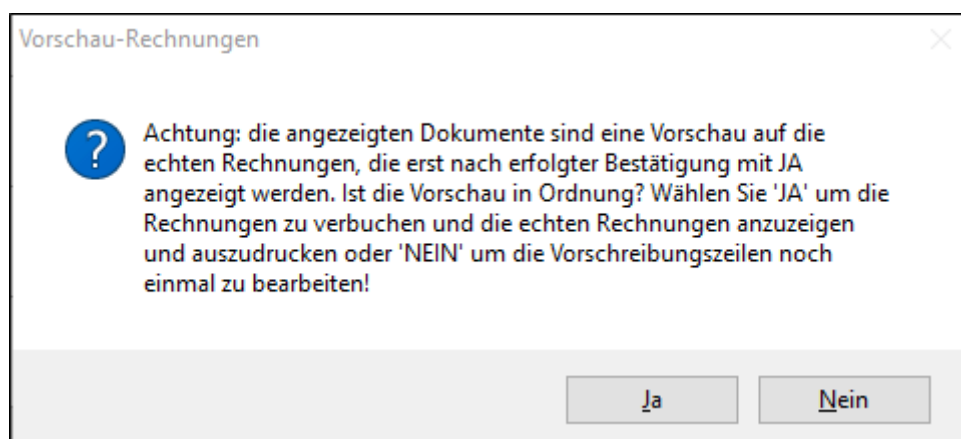 Vorschau-Rechnungen
?
Achtung: die angezeigten Dokumente sind eine Vorschau auf die
echten Rechnungen, die erst nach erfolgter Bestätigung mit JA
angezeigt werden. Ist die Vorschau in Ordnung? Wählen Sie 'JA' um die
Rechnungen zu verbuchen und die echten Rechnungen anzuzeigen
und auszudrucken oder 'NEIN' um die Vorschreibungszeilen noch
einmal zu bearbeiten!
Ja
Nein